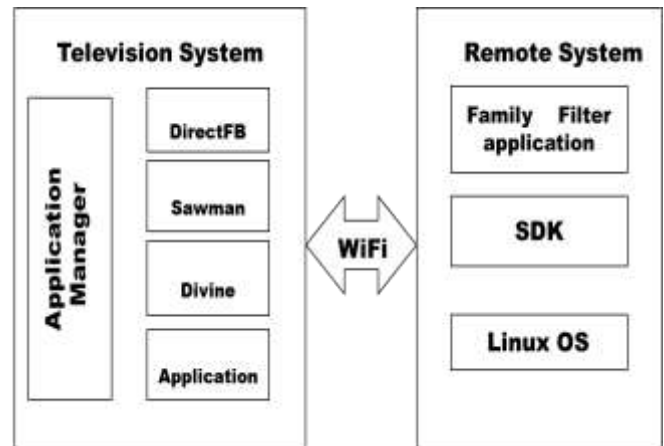 Television System
Application
Manager
DirectFB
Sawman
Divine
Application
WiFi
Remote System
Family Filter
application
SDK
Linux OS